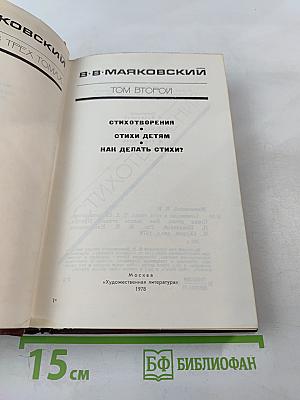 КОВСКИЙ
В ТРЕХ ТОМАХ
В·В·МАЯКОВСКИЙ
ТОМ ВТОРОЙ
СТИХОТВОРЕНИЯ
•
СТИХИ ДЕТЯМ
•
КАК ДЕЛАТЬ СТИХИ?
Москва
«Художественная литература»
1978
1*
15 см
БФ БИБЛИОФАН